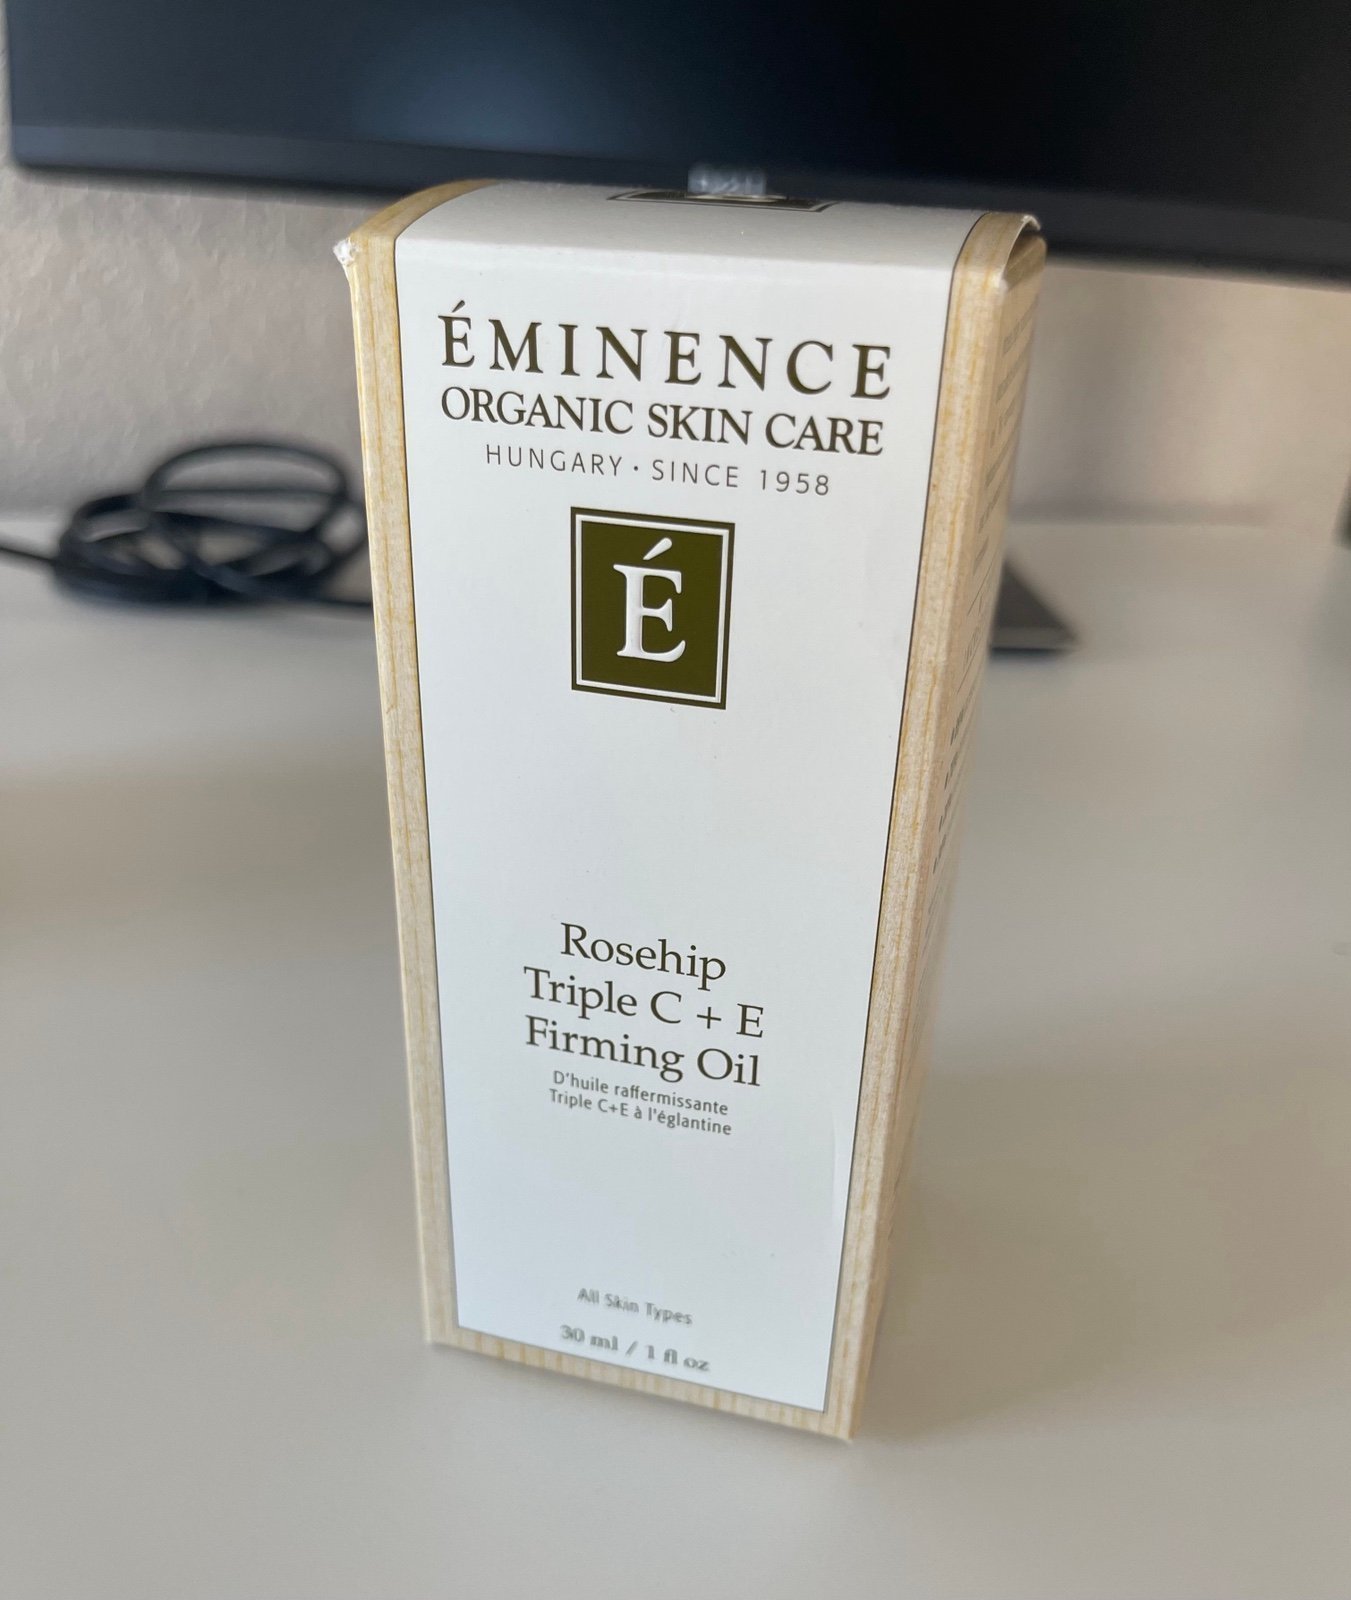 ÉMINENCE
ORGANIC SKIN CARE
HUNGARY · SINCE 1958
É
Rosehip
Triple C + E
Firming Oil
D'huile raffermissante
Triple C+E à l'églantine
All Skin Types
30 ml / 1 fl oz